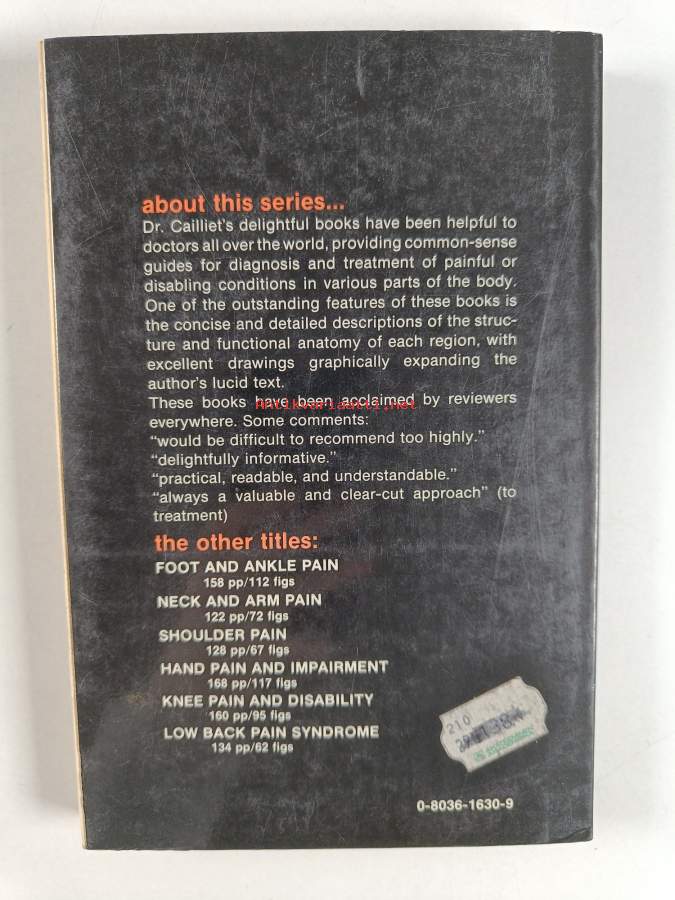 about this series...
Dr. Cailliet's delightful books have been helpful to
doctors all over the world, providing common-sense
guides for diagnosis and treatment of painful or
disabling conditions in various parts of the body.
One of the outstanding features of these books is
the concise and detailed descriptions of the struc-
ture and functional anatomy of each region, with
excellent drawings graphically expanding the
author's lucid text.
These books have been acclaimed by reviewers
Antikvariaatti.net
everywhere. Some comments:
"would be difficult to recommend too highly."
"delightfully informative."
"practical, readable, and understandable."
"always a valuable and clear-cut approach" (to
treatment)
the other titles:
FOOT AND ANKLE PAIN
158 pp/112 figs
NECK AND ARM PAIN
122 pp/72 figs
SHOULDER PAIN
128 pp/67 figs
HAND PAIN AND IMPAIRMENT
168 pp/117 figs
KNEE PAIN AND DISABILITY
160 pp/95 figs
LOW BACK PAIN SYNDROME
134 pp/62 figs
210
0-8036-1630-9